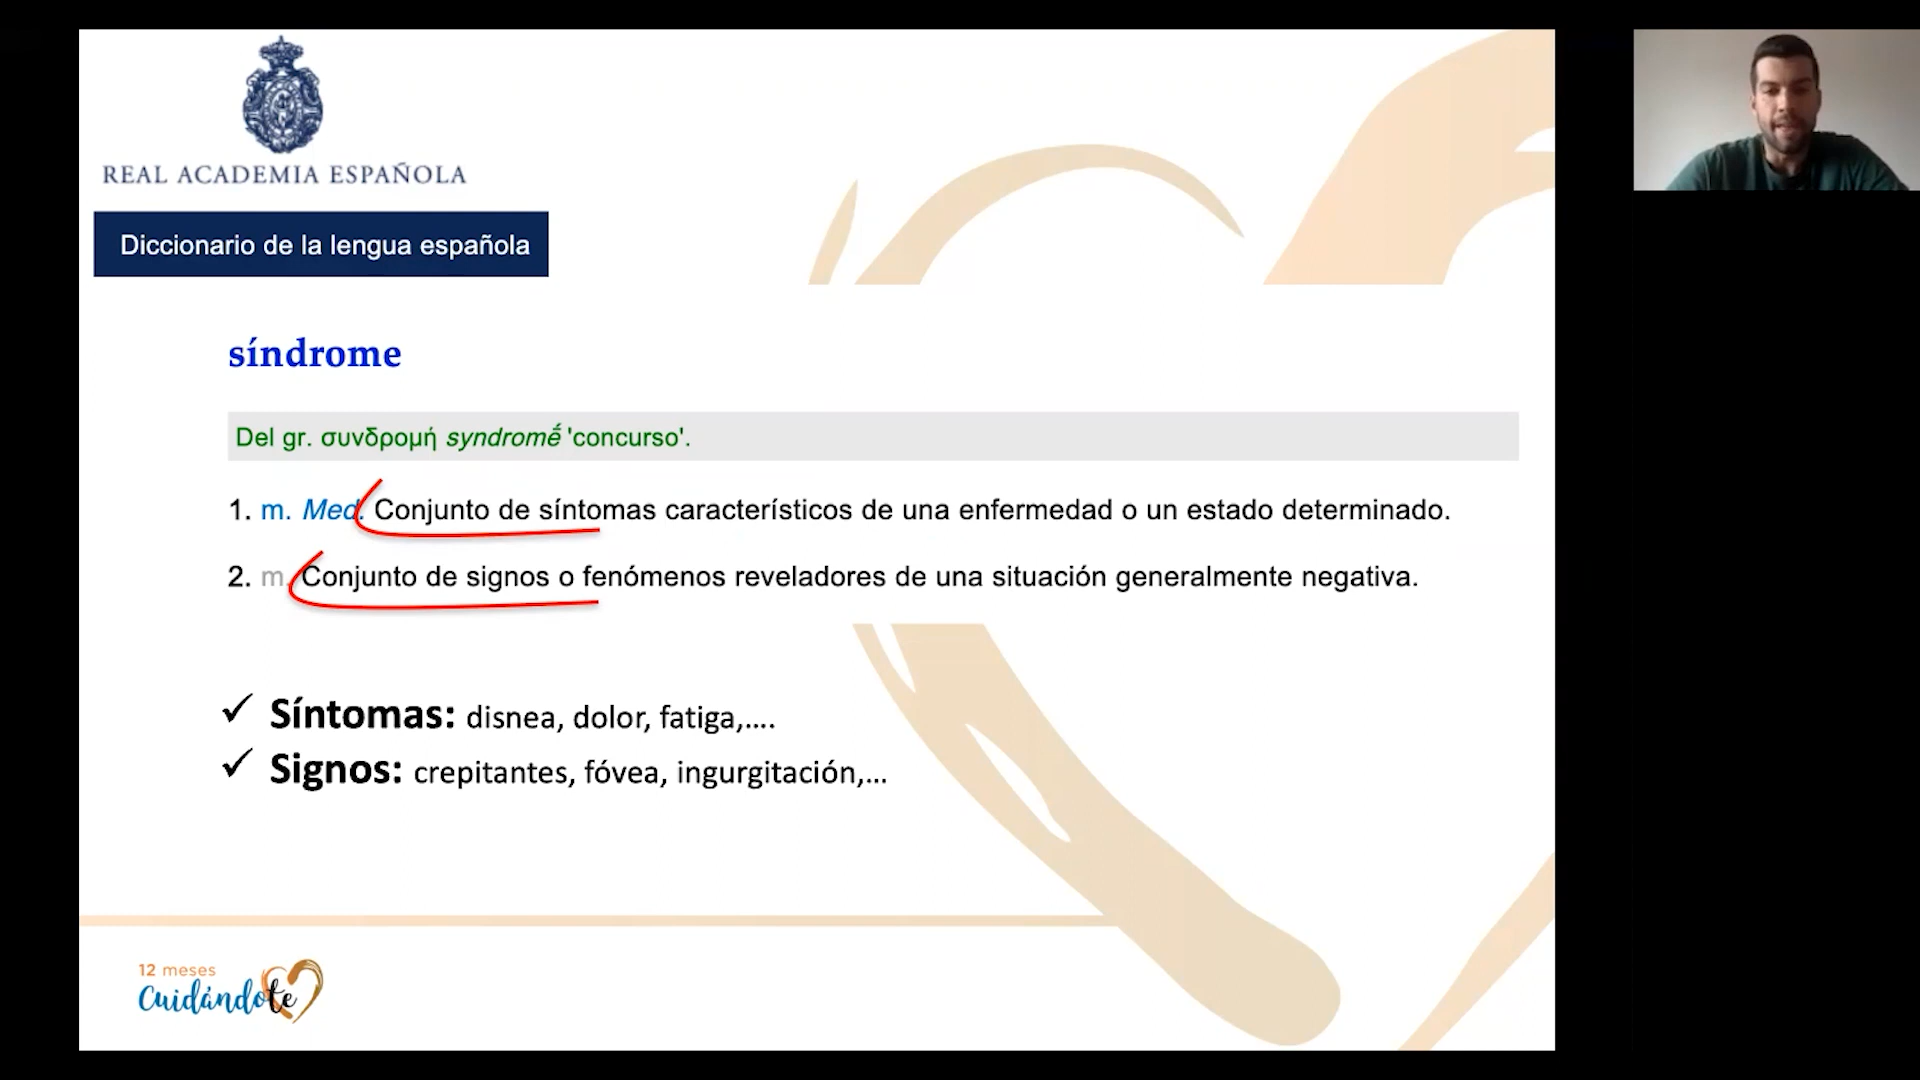 REAL ACADEMIA ESPAÑOLA
Diccionario de la lengua española
síndrome
Del gr. συνδρομή syndromḗ 'concurso'.
1. m. Med. Conjunto de síntomas característicos de una enfermedad o un estado determinado.
2. m. Conjunto de signos o fenómenos reveladores de una situación generalmente negativa.
✓ Síntomas: disnea, dolor, fatiga,....
✓ Signos: crepitantes, fóvea, ingurgitación,...
12 meses
Cuidándote